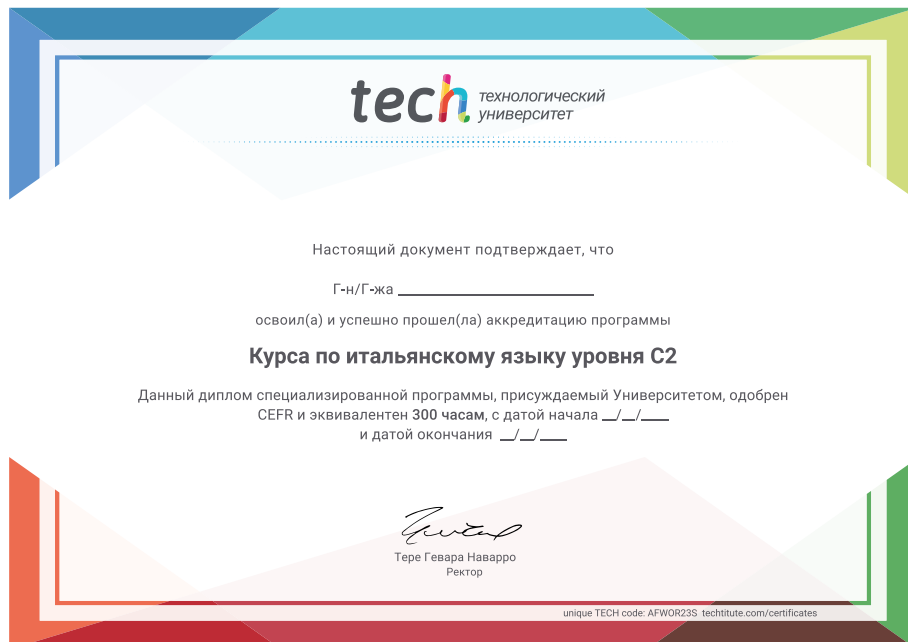 tech технологический
университет
Настоящий документ подтверждает, что
Г-н/Г-жа ____________________
освоил(а) и успешно прошел(ла) аккредитацию программы
Курса по итальянскому языку уровня C2
Данный диплом специализированной программы, присуждаемый Университетом, одобрен
CEFR и эквивалентен 300 часам, с датой начала __/__/____
и датой окончания __/__/____
Тере Гевара Наварро
Ректор
unique TECH code: AFWOR23S techtitute.com/certificates